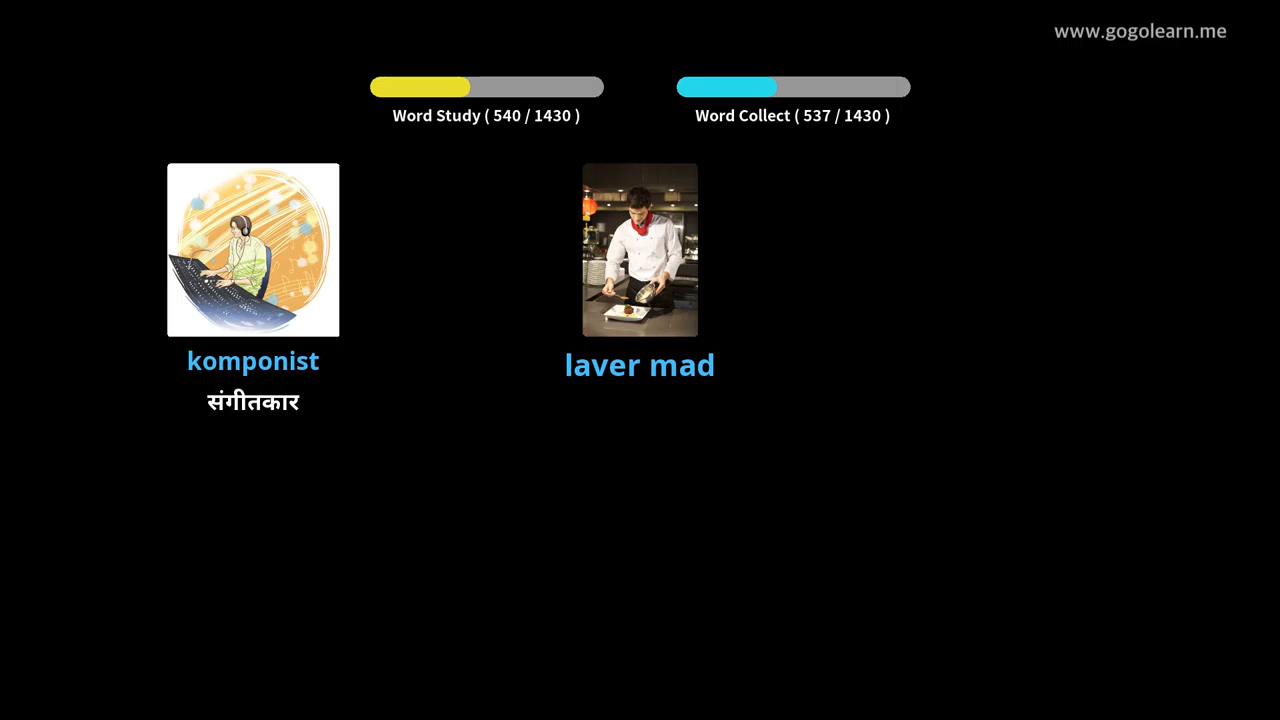 www.gogolearn.me
Word Study ( 540 / 1430 )
Word Collect ( 537 / 1430 )
komponist
संगीतकार
laver mad